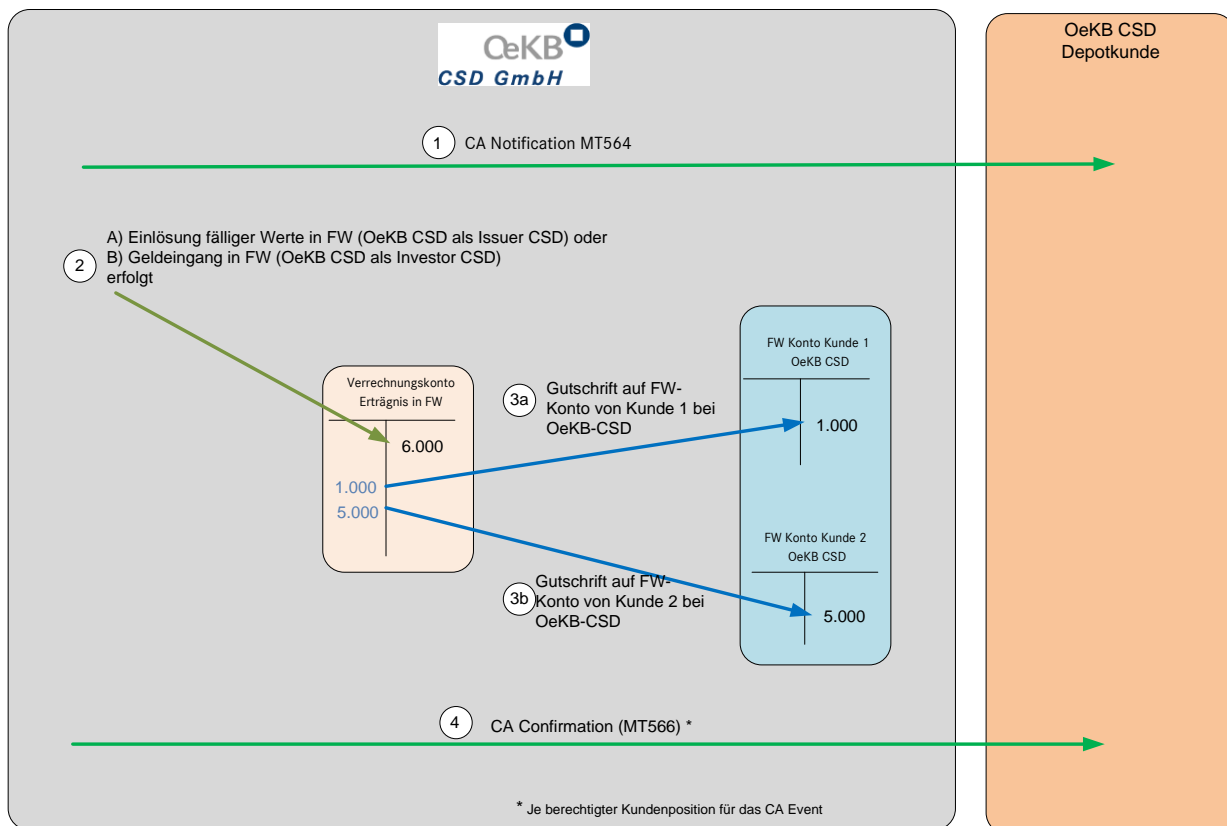 OeKB
CSD GmbH
OeKB CSD
Depotkunde
1
CA Notification MT564
2
A) Einlösung fälliger Werte in FW (OeKB CSD als Issuer CSD) oder
B) Geldeingang in FW (OeKB CSD als Investor CSD)
erfolgt
Verrechnungskonto
Erträgnis in FW
6.000
1.000
5.000
3a
Gutschrift auf FW-
Konto von Kunde 1 bei
OeKB-CSD
FW Konto Kunde 1
OeKB CSD
1.000
3b
Gutschrift auf FW-
Konto von Kunde 2 bei
OeKB-CSD
FW Konto Kunde 2
OeKB CSD
5.000
4
CA Confirmation (MT566) *
* Je berechtigter Kundenposition für das CA Event